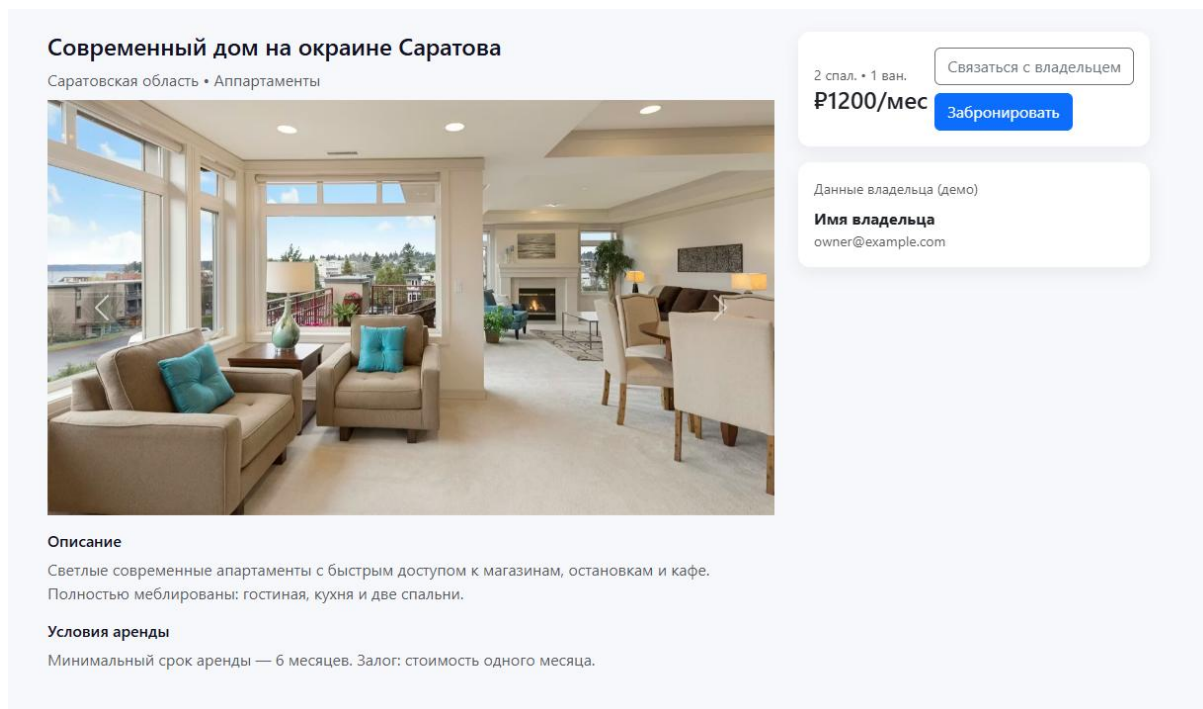 Современный дом на окраине Саратова
Саратовская область • Аппартаменты
2 спал. • 1 ван.
₽1200/мес
Связаться с владельцем
Забронировать
Данные владельца (демо)
Имя владельца
owner@example.com
Описание
Светлые современные апартаменты с быстрым доступом к магазинам, остановкам и кафе.
Полностью меблированы: гостиная, кухня и две спальни.
Условия аренды
Минимальный срок аренды — 6 месяцев. Залог: стоимость одного месяца.